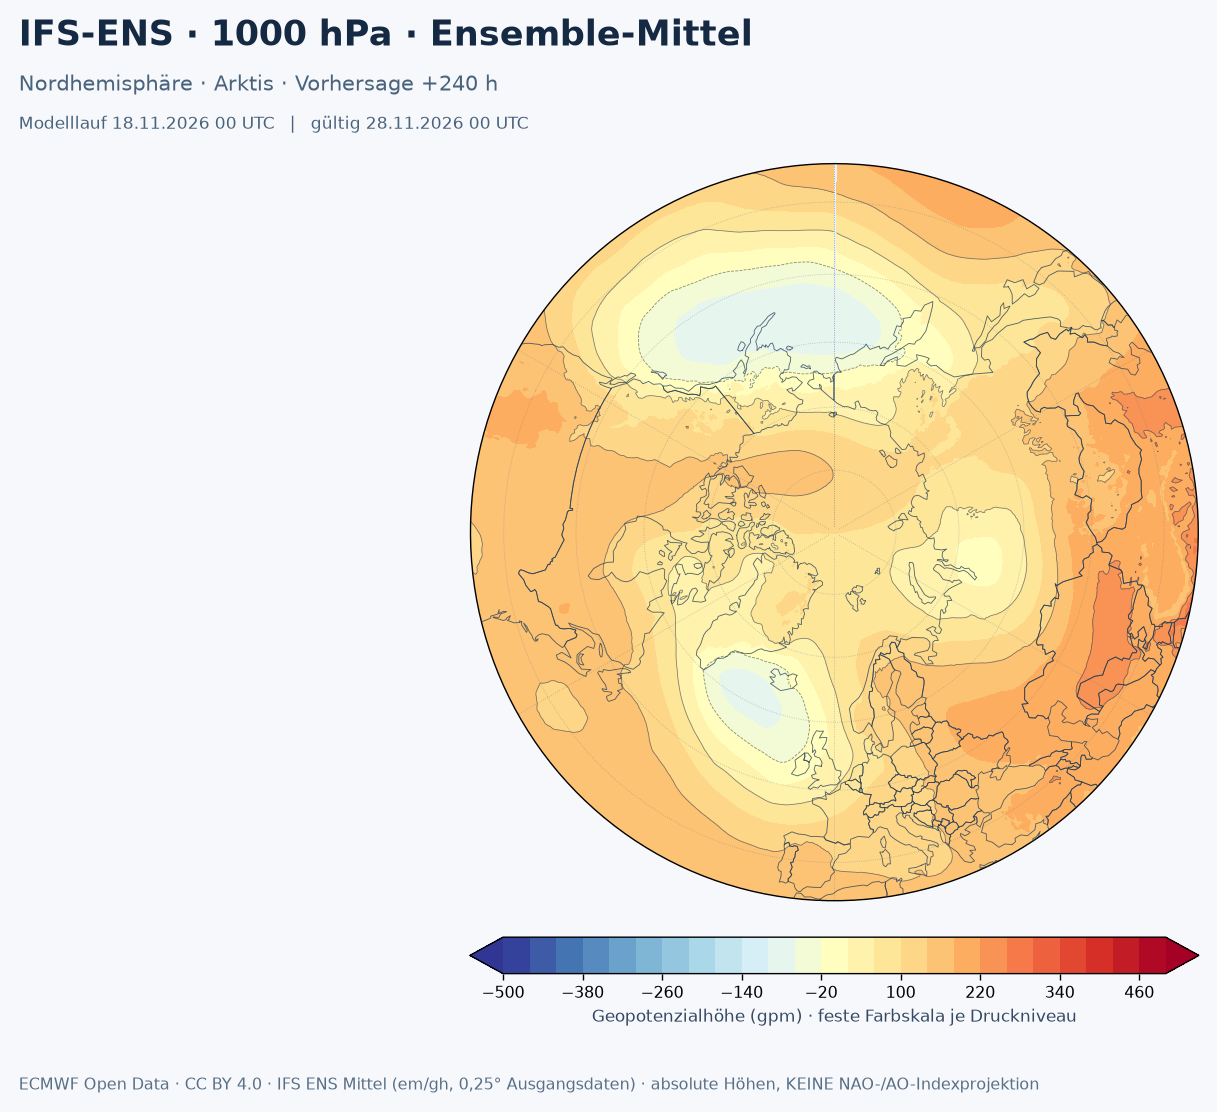 IFS-ENS · 1000 hPa · Ensemble-Mittel
Nordhemisphäre · Arktis · Vorhersage +240 h
Modelllauf 18.11.2026 00 UTC | gültig 28.11.2026 00 UTC
−500 −380 −260 −140 −20 100 220 340 460
Geopotenzialhöhe (gpm) · feste Farbskala je Druckniveau
ECMWF Open Data · CC BY 4.0 · IFS ENS Mittel (em/gh, 0,25° Ausgangsdaten) · absolute Höhen, KEINE NAO-/AO-Indexprojektion